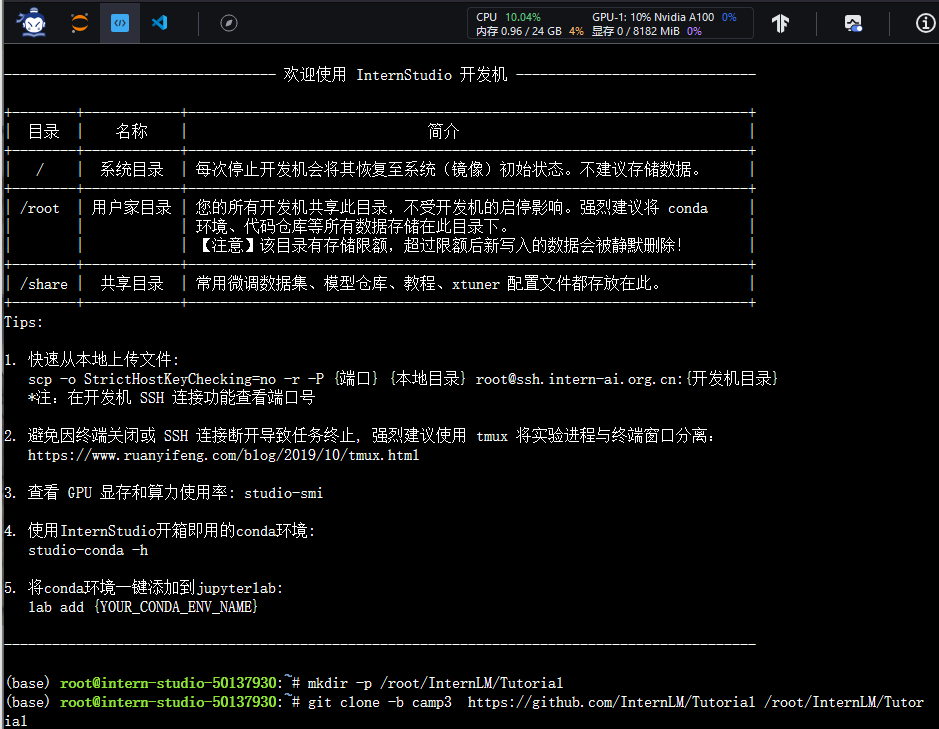 CPU 10.04% GPU-1: 10% Nvidia A100 0%
内存 0.96 / 24 GB 4% 显存 0 / 8182 MiB 0%
---------------------------------- 欢迎使用 InternStudio 开发机 ------------------------------
目录 | 名称 | 简介
/ | 系统目录 | 每次停止开发机会将其恢复至系统（镜像）初始状态。不建议存储数据。
/root | 用户家目录 | 您的所有开发机共享此目录，不受开发机的启停影响。强烈建议将 conda
环境、代码仓库等所有数据存储在此目录下。
【注意】该目录有存储限额，超过限额后新写入的数据会被静默删除！
/share | 共享目录 | 常用微调数据集、模型仓库、教程、xtuner 配置文件都存放在此。
Tips:
1. 快速从本地上传文件:
scp -o StrictHostKeyChecking=no -r -P {端口} {本地目录} root@ssh.intern-ai.org.cn:{开发机目录}
*注: 在开发机 SSH 连接功能查看端口号
2. 避免因终端关闭或 SSH 连接断开导致任务终止, 强烈建议使用 tmux 将实验进程与终端窗口分离:
https://www.ruanyifeng.com/blog/2019/10/tmux.html
3. 查看 GPU 显存和算力使用率: studio-smi
4. 使用InternStudio开箱即用的conda环境:
studio-conda -h
5. 将conda环境一键添加到jupyterlab:
lab add {YOUR_CONDA_ENV_NAME}
(base) root@intern-studio-50137930:~# mkdir -p /root/InternLM/Tutorial
(base) root@intern-studio-50137930:~# git clone -b camp3  https://github.com/InternLM/Tutorial /root/InternLM/Tutor
ial